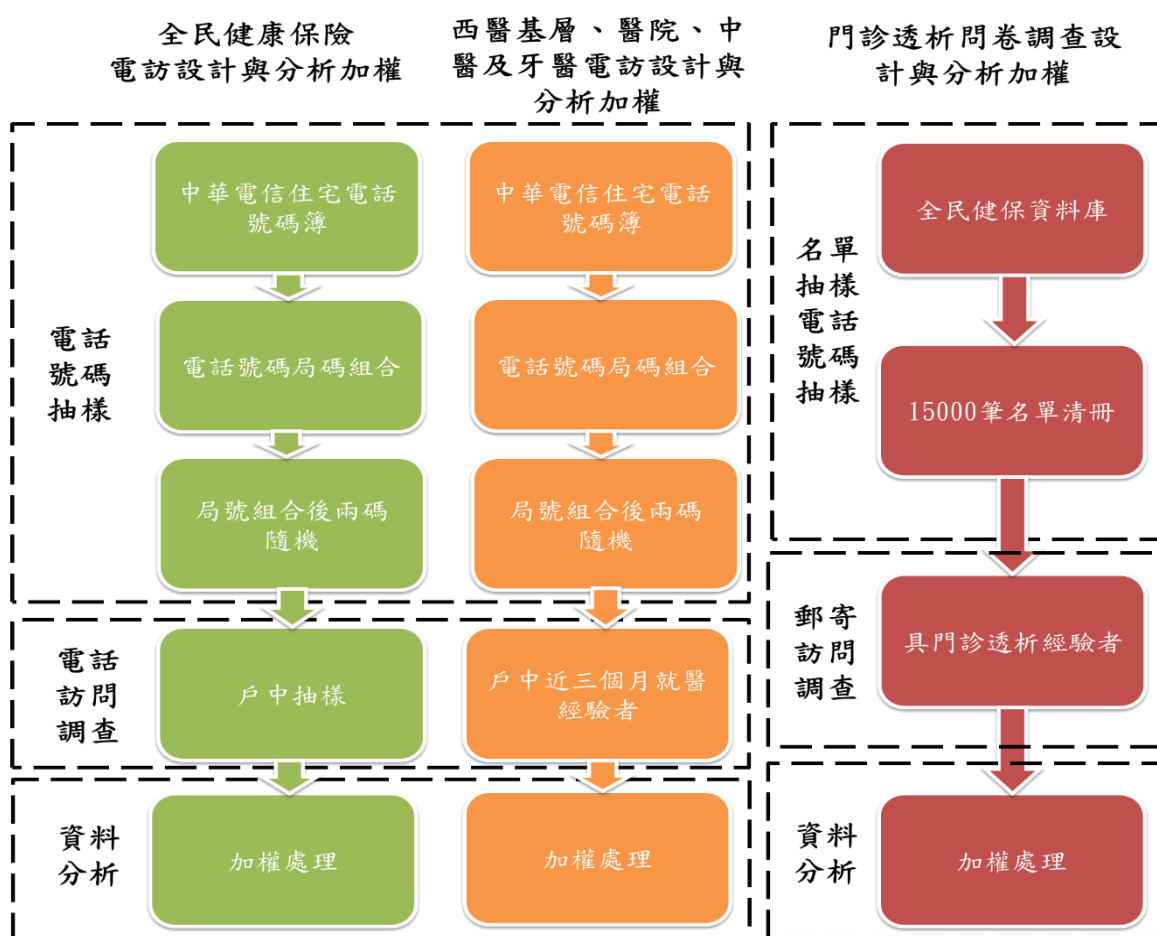 全民健康保險
電訪設計與分析加權
西醫基層、醫院、中
醫及牙醫電訪設計與
分析加權
門診透析問卷調查設
計與分析加權
電話
號碼
抽樣
中華電信住宅電話
號碼簿
電話號碼局碼組合
局號組合後兩碼
隨機
中華電信住宅電話
號碼簿
電話號碼局碼組合
局號組合後兩碼
隨機
名單
抽樣
電話
號碼
抽樣
全民健保資料庫
15000筆名單清冊
電話
訪問
調查
戶中抽樣
戶中近三個月就醫
經驗者
郵寄
訪問
調查
具門診透析經驗者
資料
分析
加權處理
加權處理
資料
分析
加權處理